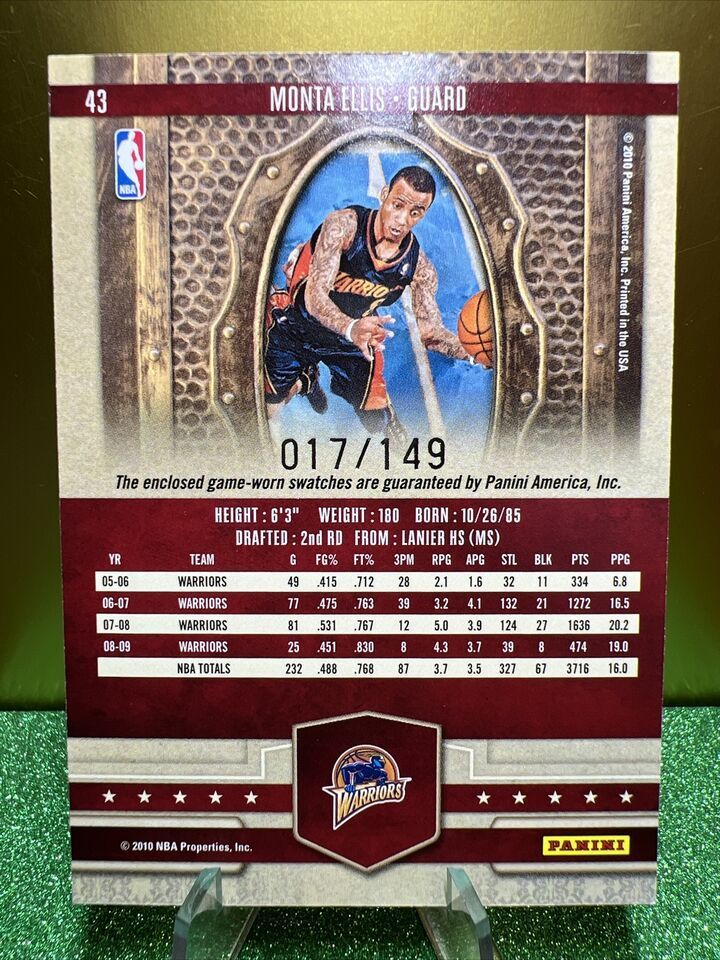 43 MONTA ELLIS • GUARD
NBA
© 2010 Panini America, Inc. Printed in the USA
WARRIO
017/149
The enclosed game-worn swatches are guaranteed by Panini America, Inc.
HEIGHT : 6'3" WEIGHT : 180 BORN : 10/26/85
DRAFTED : 2nd RD FROM : LANIER HS (MS)
YR TEAM G FG% FT% 3PM RPG APG STL BLK PTS PPG
05-06 WARRIORS 49 .415 .712 28 2.1 1.6 32 11 334 6.8
06-07 WARRIORS 77 .475 .763 39 3.2 4.1 132 21 1272 16.5
07-08 WARRIORS 81 .531 .767 12 5.0 3.9 124 27 1636 20.2
08-09 WARRIORS 25 .451 .830 8 4.3 3.7 39 8 474 19.0
NBA TOTALS 232 .488 .768 87 3.7 3.5 327 67 3716 16.0
WARRIORS
© 2010 NBA Properties, Inc.
PANINI